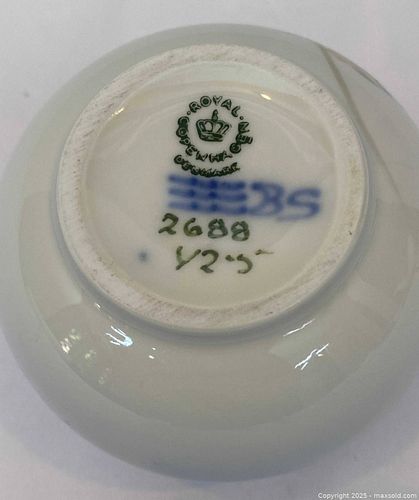 ROYAL
COPENHAGEN
DENMARK
BS
2688
Copyright 2025 - maxsold.com